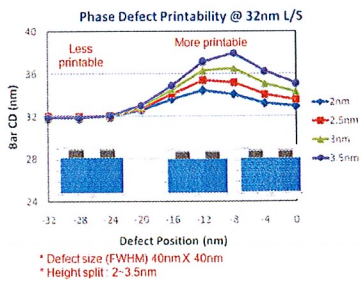 Phase Defect Printability @ 32nm L/S
Less
printable
More printable
Bar CD (nm)
40
36
32
28
24
2nm
2.5nm
3nm
3.5nm
-32 -28 -24 -20 -16 -12 -8 -4 0
Defect Position (nm)
* Defect size (FWHM) 40nm X 40nm
* Height split : 2~3.5nm